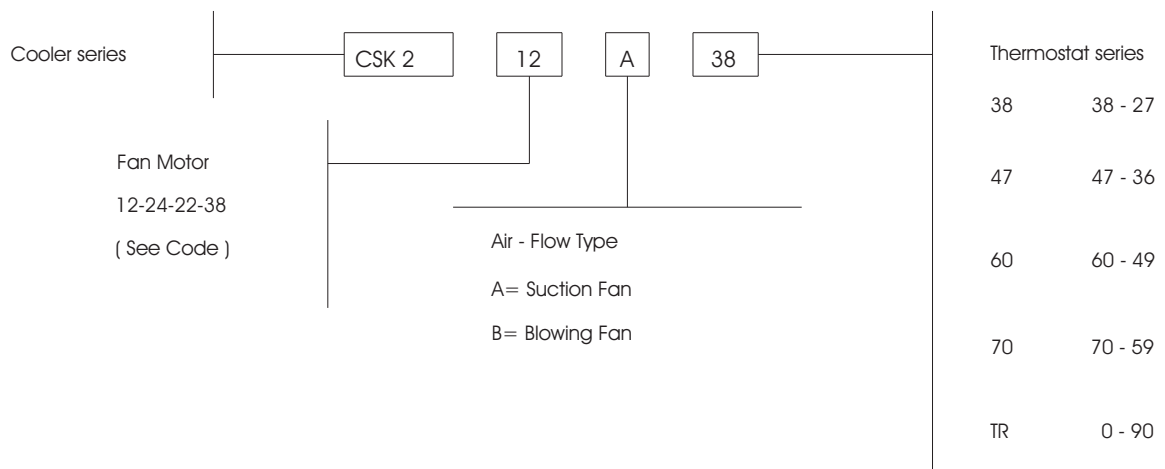 Cooler series
CSK 2 12 A 38
Thermostat series
38 38 - 27
47 47 - 36
60 60 - 49
70 70 - 59
TR 0 - 90
Fan Motor
12-24-22-38
( See Code )
Air - Flow Type
A= Suction Fan
B= Blowing Fan